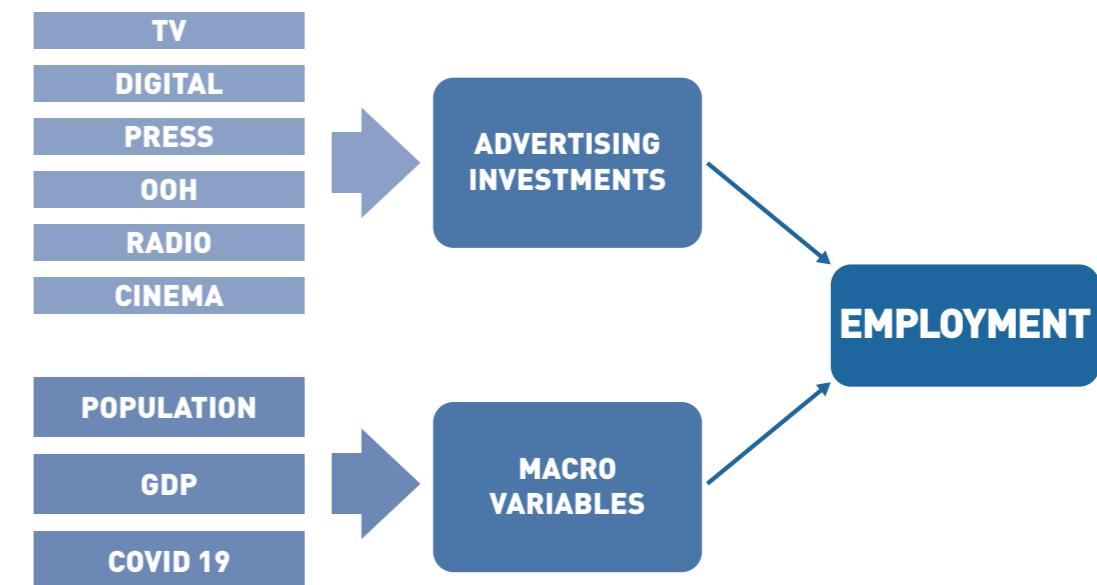 TV
DIGITAL
PRESS
OOH
RADIO
CINEMA
ADVERTISING
INVESTMENTS
EMPLOYMENT
POPULATION
GDP
COVID 19
MACRO
VARIABLES